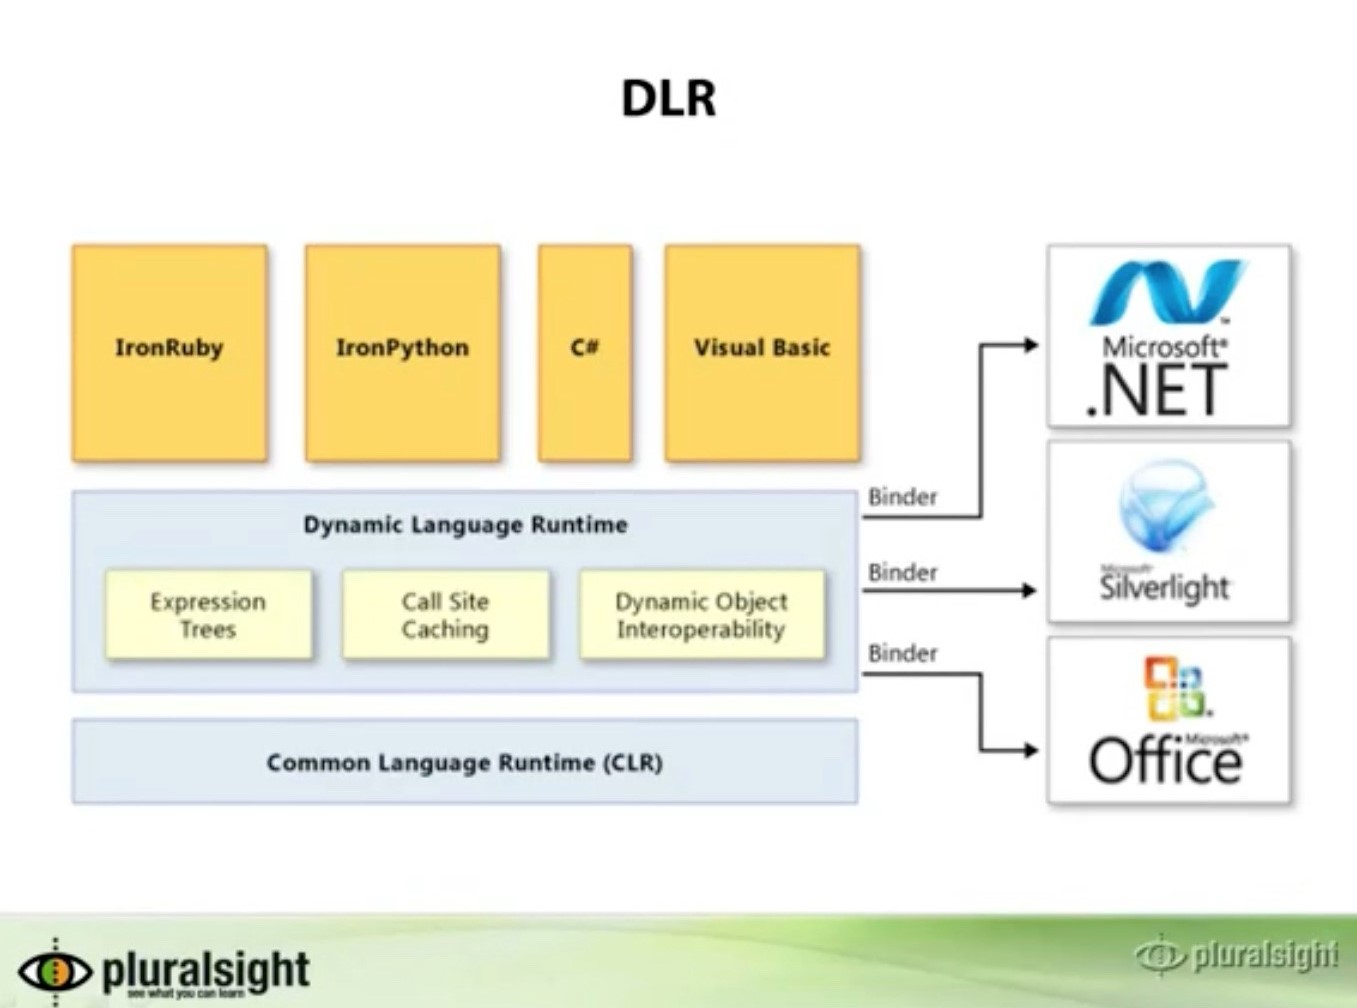 DLR
IronRuby
IronPython
C#
Visual Basic
Microsoft®
.NET
Binder
Dynamic Language Runtime
Binder
Microsoft®
Silverlight
Expression
Trees
Call Site
Caching
Dynamic Object
Interoperability
Binder
Microsoft®
Office
Common Language Runtime (CLR)
pluralsight
see what you can learn
pluralsight